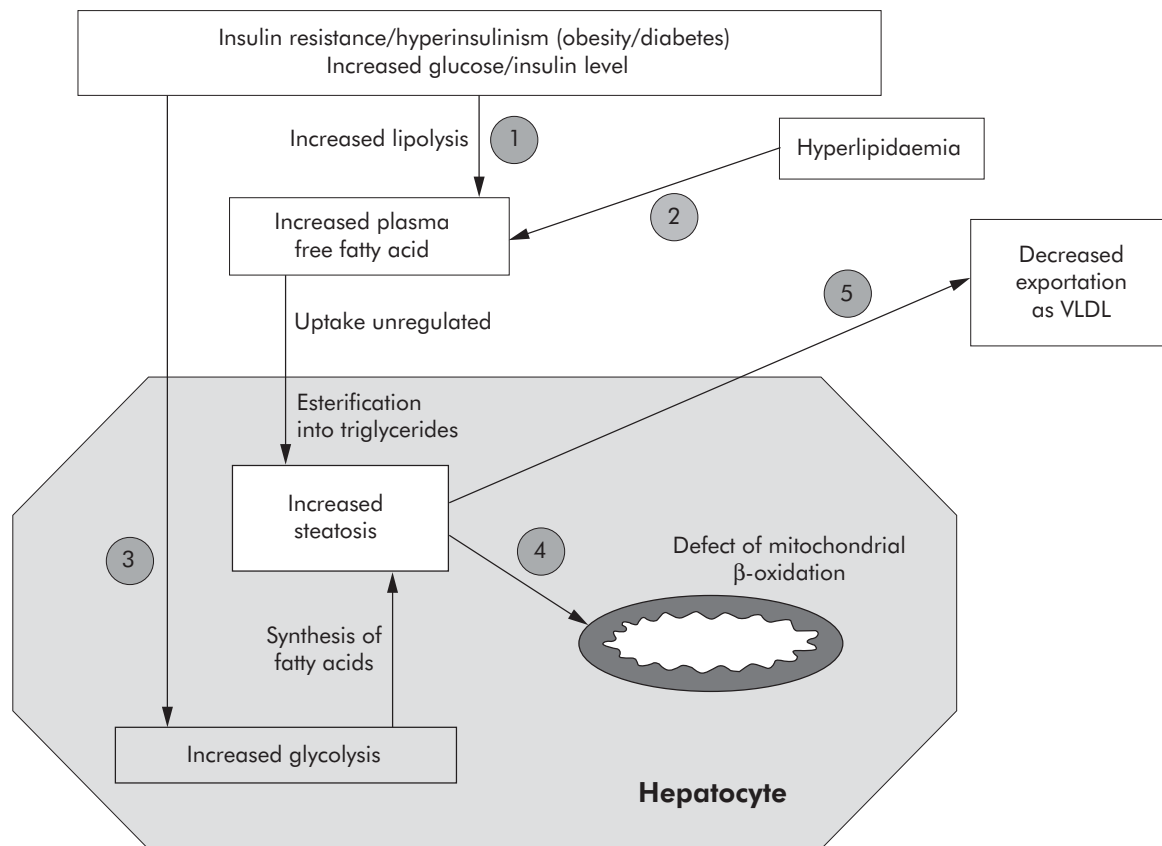 Insulin resistance/hyperinsulinism (obesity/diabetes)
Increased glucose/insulin level
Increased lipolysis
1
Hyperlipidaemia
2
Increased plasma
free fatty acid
Decreased
exportation
as VLDL
5
Uptake unregulated
Esterification
into triglycerides
Increased
steatosis
3
4
Defect of mitochondrial
β-oxidation
Synthesis of
fatty acids
Increased glycolysis
Hepatocyte